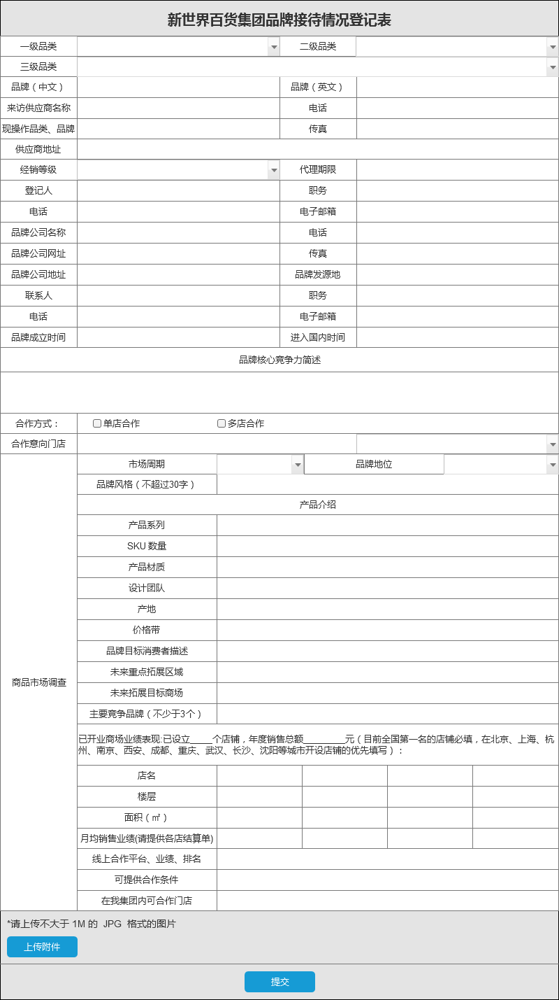 新世界百货集团品牌接待情况登记表
一级品类 二级品类
三级品类
品牌（中文） 品牌（英文）
来访供应商名称 电话
现操作品类、品牌 传真
供应商地址
经销等级 代理期限
登记人 职务
电话 电子邮箱
品牌公司名称 电话
品牌公司网址 传真
品牌公司地址 品牌发源地
联系人 职务
电话 电子邮箱
品牌成立时间 进入国内时间
品牌核心竞争力简述
合作方式： 单店合作 多店合作
合作意向门店
市场周期 品牌地位
品牌风格（不超过30字）
产品介绍
产品系列
SKU 数量
产品材质
设计团队
产地
价格带
品牌目标消费者描述
未来重点拓展区域
商品市场调查
未来拓展目标商场
主要竞争品牌（不少于3个）
已开业商场业绩表现:已设立____个店铺，年度销售总额________元（目前全国第一名的店铺必填，在北京、上海、杭
州、南京、西安、成都、重庆、武汉、长沙、沈阳等城市开设店铺的优先填写）：
店名
楼层
面积（㎡）
月均销售业绩(请提供各店结算单)
线上合作平台、业绩、排名
可提供合作条件
在我集团内可合作门店
*请上传不大于 1M 的 JPG 格式的图片
上传附件
提交